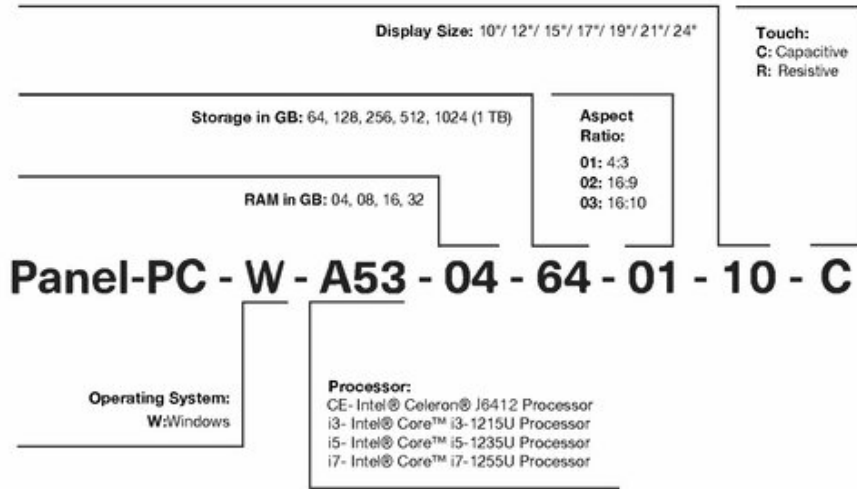 Display Size: 10"/ 12"/ 15"/ 17"/ 19"/ 21"/ 24"
Touch:
C: Capacitive
R: Resistive
Storage in GB: 64, 128, 256, 512, 1024 (1 TB)
Aspect
Ratio:
01: 4:3
02: 16:9
03: 16:10
RAM in GB: 04, 08, 16, 32
Panel-PC - W - A53 - 04 - 64 - 01 - 10 - C
Operating System:
W:Windows
Processor:
CE- Intel® Celeron® J6412 Processor
i3- Intel® Core™ i3-1215U Processor
i5- Intel® Core™ i5-1235U Processor
i7- Intel® Core™ i7-1255U Processor